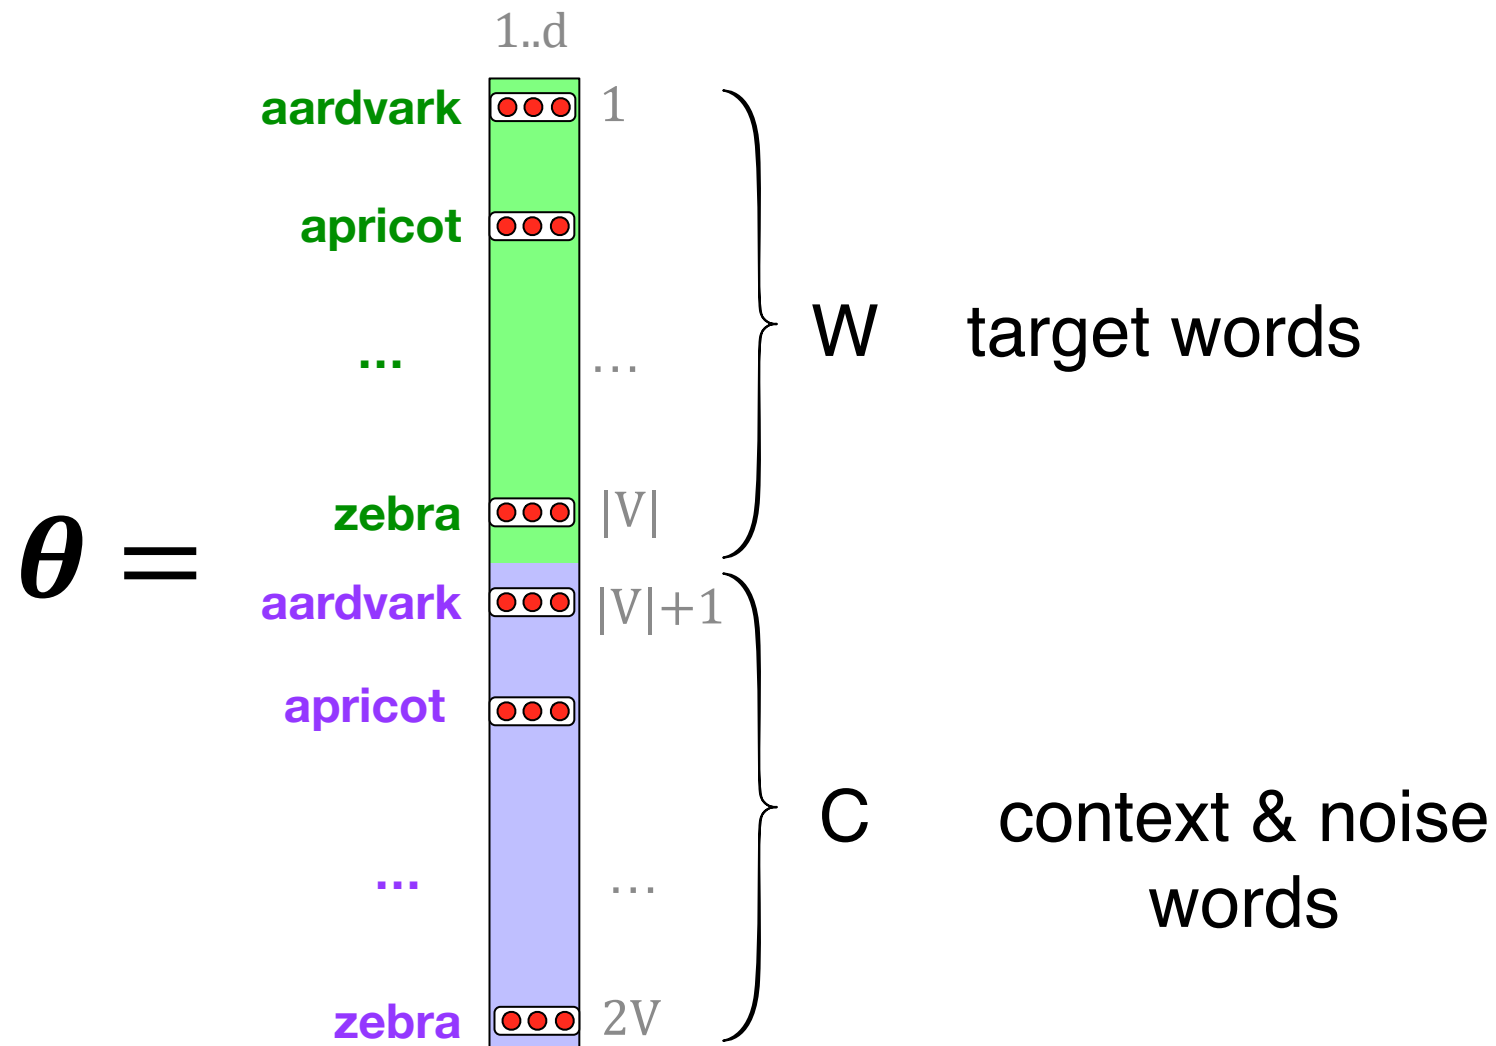 1..d
aardvark 1
apricot
... ...
W target words
zebra |V|
θ =
aardvark |V|+1
apricot
C context & noise
words
... ...
zebra 2V